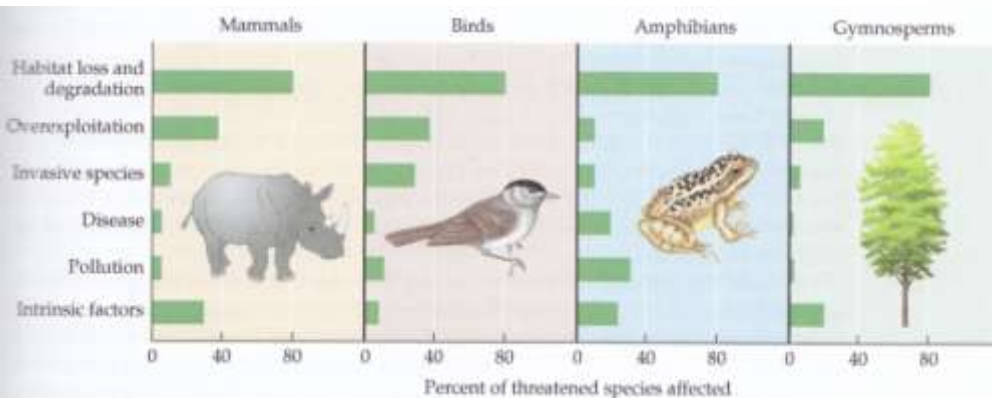 Mammals Birds Amphibians Gymnosperms
Habitat loss and
degradation
Overexploitation
Invasive species
Disease
Pollution
Intrinsic factors
0 40 80 0 40 80 0 40 80 0 40 80
Percent of threatened species affected